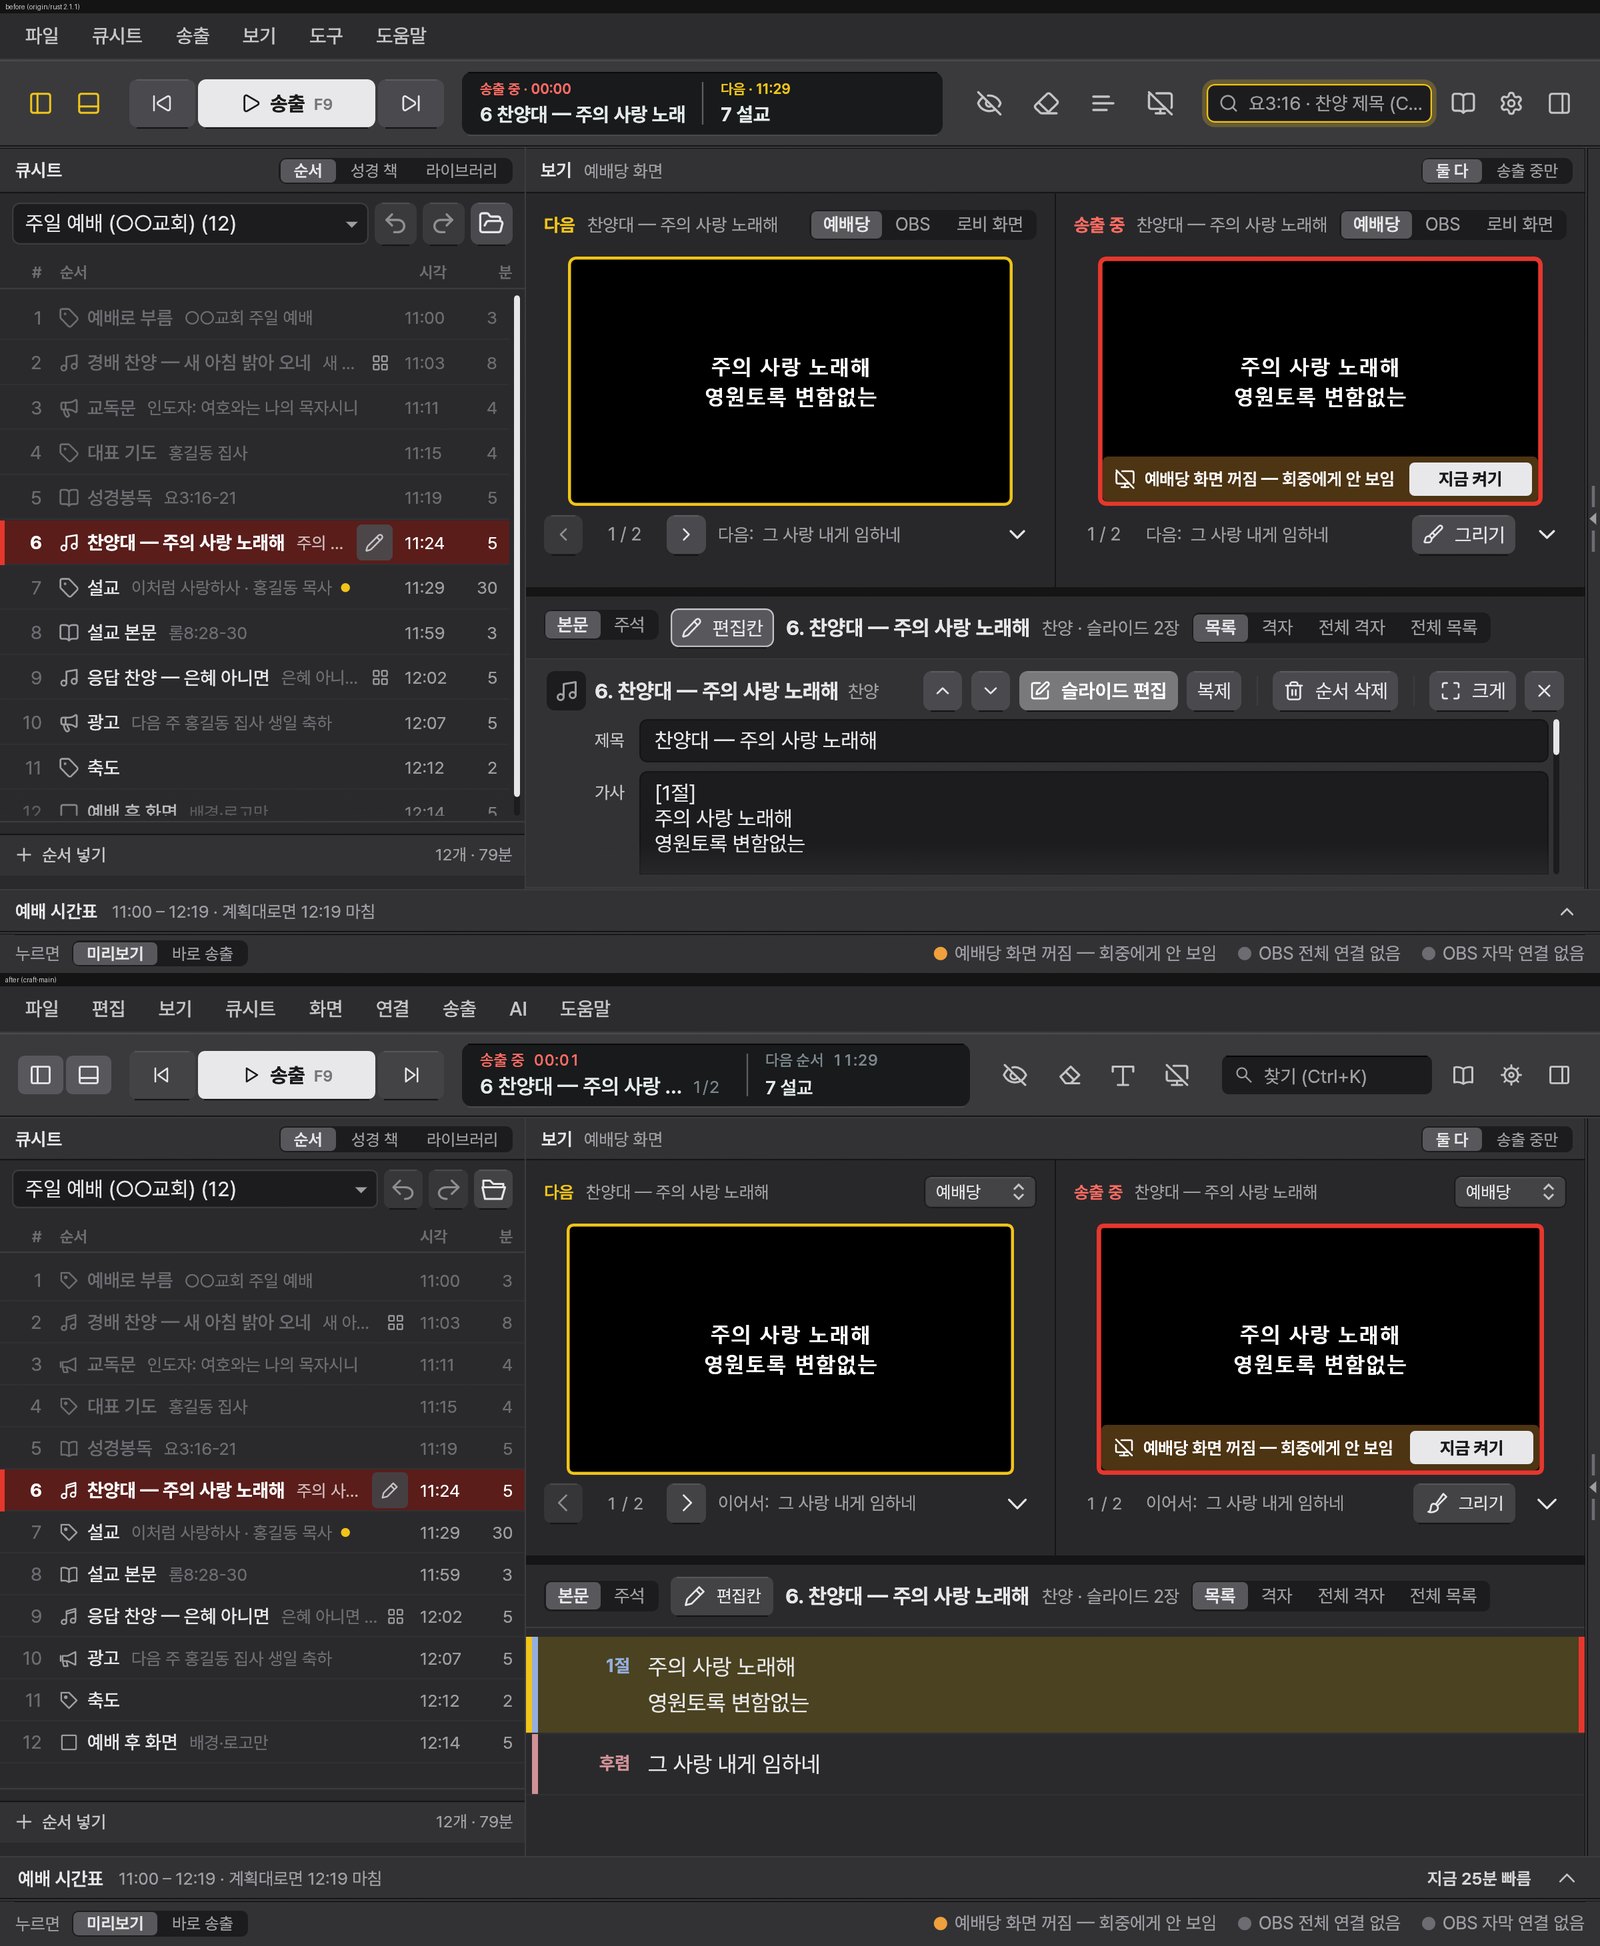 before (origin/rust 2.1.1)
파일 큐시트 송출 보기 도구 도움말
송출 F9
송출 중 · 00:00 다음 · 11:29
6 찬양대 — 주의 사랑 노래 7 설교
요3:16 · 찬양 제목 (C...
큐시트 순서 성경 책 라이브러리
주일 예배 (○○교회) (12)
# 순서 시각 분
1 예배로 부름 ○○교회 주일 예배 11:00 3
2 경배 찬양 — 새 아침 밝아 오네 새 ... 11:03 8
3 교독문 인도자: 여호와는 나의 목자시니 11:11 4
4 대표 기도 홍길동 집사 11:15 4
5 성경봉독 요3:16-21 11:19 5
6 찬양대 — 주의 사랑 노래해 주의 ... 11:24 5
7 설교 이처럼 사랑하사 · 홍길동 목사 11:29 30
8 설교 본문 롬8:28-30 11:59 3
9 응답 찬양 — 은혜 아니면 은혜 아니... 12:02 5
10 광고 다음 주 홍길동 집사 생일 축하 12:07 5
11 축도 12:12 2
12 예배 후 화면 배경·로고만 12:14 5
순서 넣기 12개 · 79분
보기 예배당 화면 둘 다 송출 중만
다음 찬양대 — 주의 사랑 노래해 예배당 OBS 로비 화면
주의 사랑 노래해
영원토록 변함없는
1 / 2 다음: 그 사랑 내게 임하네
송출 중 찬양대 — 주의 사랑 노래해 예배당 OBS 로비 화면
주의 사랑 노래해
영원토록 변함없는
예배당 화면 꺼짐 — 회중에게 안 보임 지금 켜기
1 / 2 다음: 그 사랑 내게 임하네 그리기
본문 주석 편집칸 6. 찬양대 — 주의 사랑 노래해 찬양 · 슬라이드 2장 목록 격자 전체 격자 전체 목록
6. 찬양대 — 주의 사랑 노래해 찬양 슬라이드 편집 복제 순서 삭제 크게
제목 찬양대 — 주의 사랑 노래해
가사 [1절]
주의 사랑 노래해
영원토록 변함없는
예배 시간표 11:00 – 12:19 · 계획대로면 12:19 마침
누르면 미리보기 바로 송출 예배당 화면 꺼짐 — 회중에게 안 보임 OBS 전체 연결 없음 OBS 자막 연결 없음
after (craft-main)
파일 편집 보기 큐시트 화면 연결 송출 AI 도움말
송출 F9
송출 중 00:01 다음 순서 11:29
6 찬양대 — 주의 사랑 ... 1/2 7 설교
찾기 (Ctrl+K)
큐시트 순서 성경 책 라이브러리
주일 예배 (○○교회) (12)
# 순서 시각 분
1 예배로 부름 ○○교회 주일 예배 11:00 3
2 경배 찬양 — 새 아침 밝아 오네 새 아... 11:03 8
3 교독문 인도자: 여호와는 나의 목자시니 11:11 4
4 대표 기도 홍길동 집사 11:15 4
5 성경봉독 요3:16-21 11:19 5
6 찬양대 — 주의 사랑 노래해 주의 사... 11:24 5
7 설교 이처럼 사랑하사 · 홍길동 목사 11:29 30
8 설교 본문 롬8:28-30 11:59 3
9 응답 찬양 — 은혜 아니면 은혜 아니면 ... 12:02 5
10 광고 다음 주 홍길동 집사 생일 축하 12:07 5
11 축도 12:12 2
12 예배 후 화면 배경·로고만 12:14 5
순서 넣기 12개 · 79분
보기 예배당 화면 둘 다 송출 중만
다음 찬양대 — 주의 사랑 노래해 예배당
주의 사랑 노래해
영원토록 변함없는
1 / 2 이어서: 그 사랑 내게 임하네
송출 중 찬양대 — 주의 사랑 노래해 예배당
주의 사랑 노래해
영원토록 변함없는
예배당 화면 꺼짐 — 회중에게 안 보임 지금 켜기
1 / 2 이어서: 그 사랑 내게 임하네 그리기
본문 주석 편집칸 6. 찬양대 — 주의 사랑 노래해 찬양 · 슬라이드 2장 목록 격자 전체 격자 전체 목록
1절 주의 사랑 노래해
영원토록 변함없는
후렴 그 사랑 내게 임하네
예배 시간표 11:00 – 12:19 · 계획대로면 12:19 마침 지금 25분 빠름
누르면 미리보기 바로 송출 예배당 화면 꺼짐 — 회중에게 안 보임 OBS 전체 연결 없음 OBS 자막 연결 없음